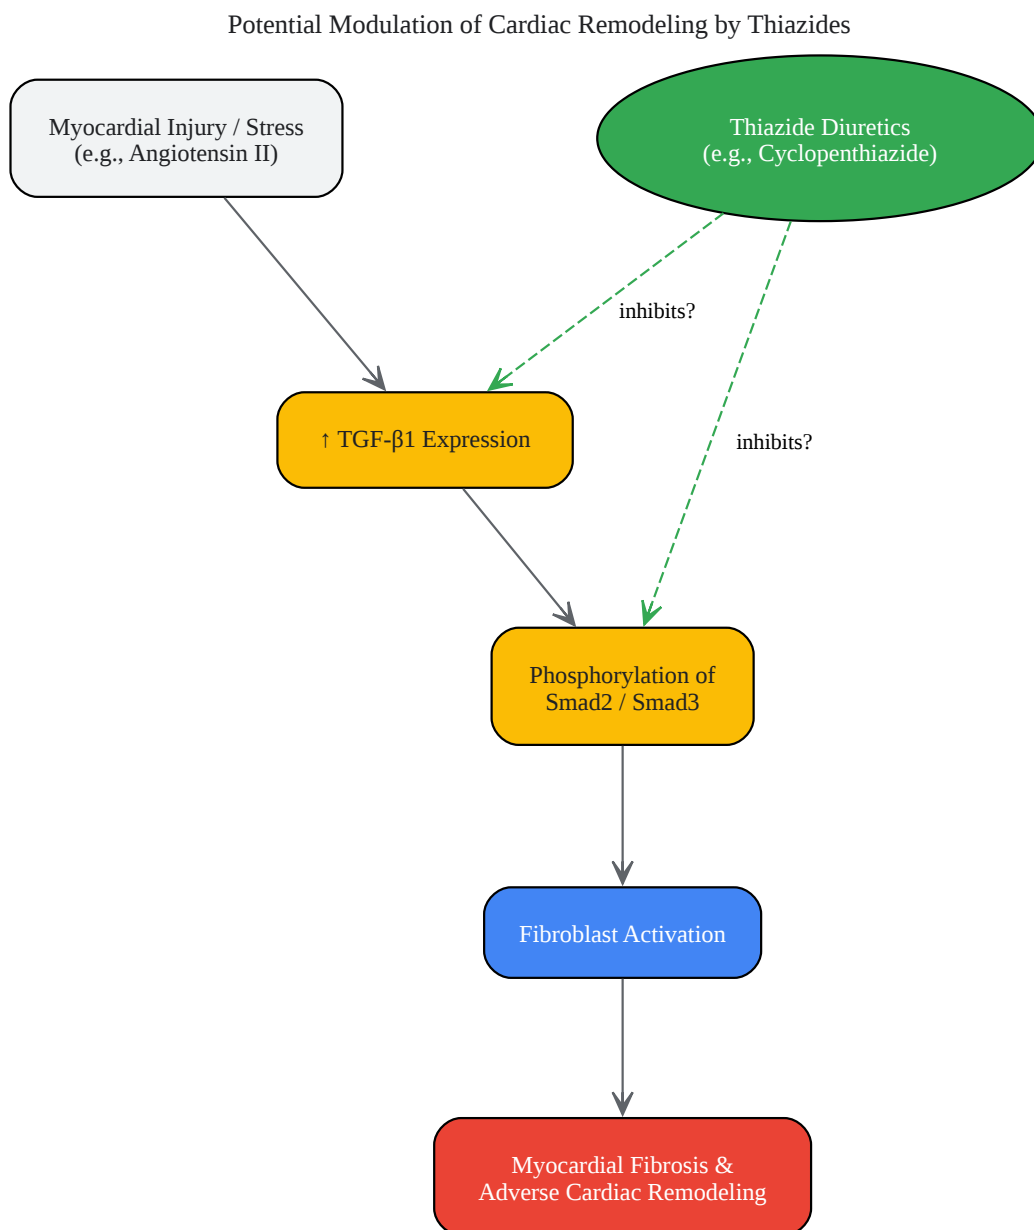 Potential Modulation of Cardiac Remodeling by Thiazides
Myocardial Injury / Stress
(e.g., Angiotensin II)
Thiazide Diuretics
(e.g., Cyclopenthiazide)
inhibits?
↑ TGF-β1 Expression
inhibits?
Phosphorylation of
Smad2 / Smad3
Fibroblast Activation
Myocardial Fibrosis &
Adverse Cardiac Remodeling